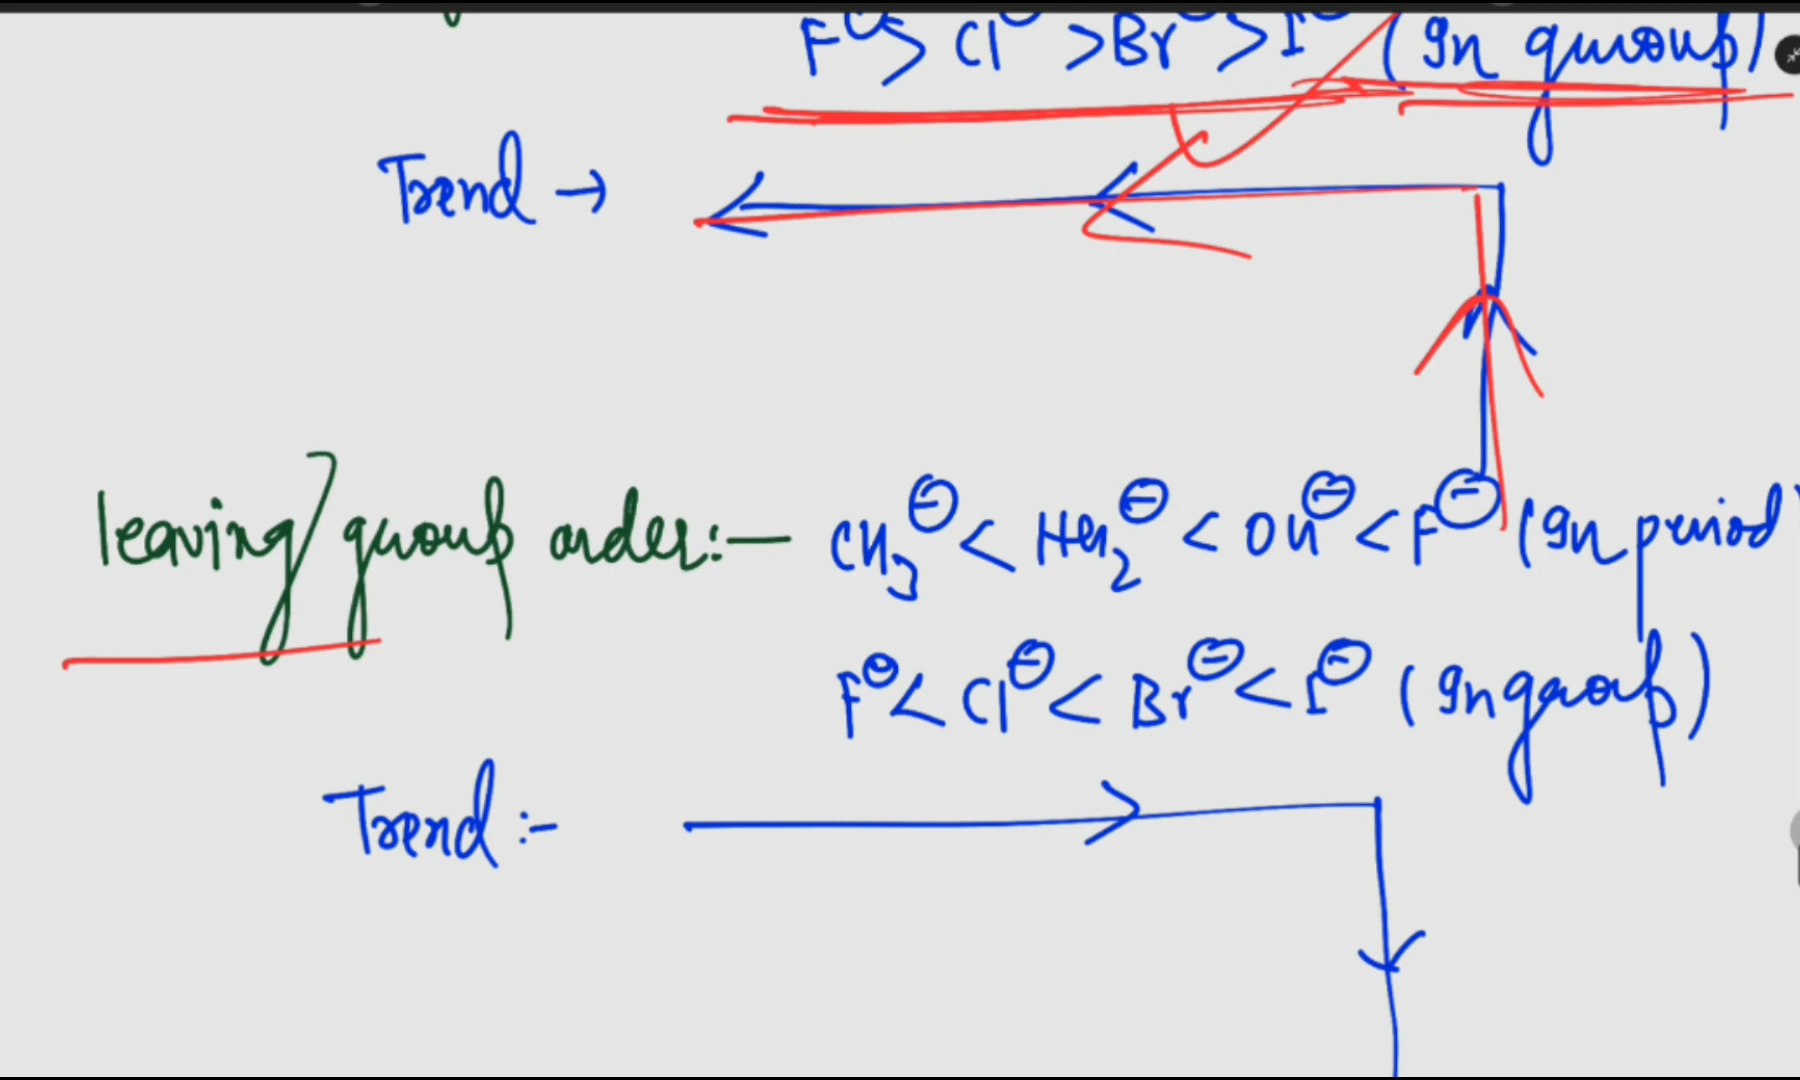 F⊖ > Cl⊖ > Br⊖ > I⊖ (In group)
Trend →
leaving group order:— CH₃⊖ < NH₂⊖ < OH⊖ < F⊖ (In period)
F⊖ < Cl⊖ < Br⊖ < I⊖ (In group)
Trend :-